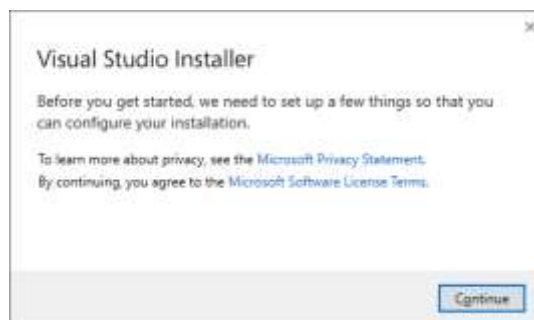 Visual Studio Installer
Before you get started, we need to set up a few things so that you
can configure your installation.
To learn more about privacy, see the Microsoft Privacy Statement.
By continuing, you agree to the Microsoft Software License Terms.
Continue